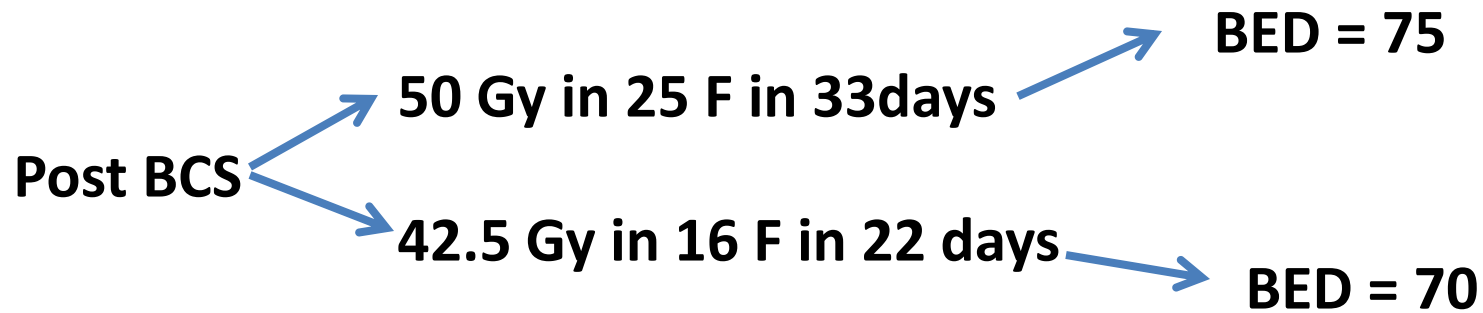 BED = 75
50 Gy in 25 F in 33days
Post BCS
42.5 Gy in 16 F in 22 days
BED = 70